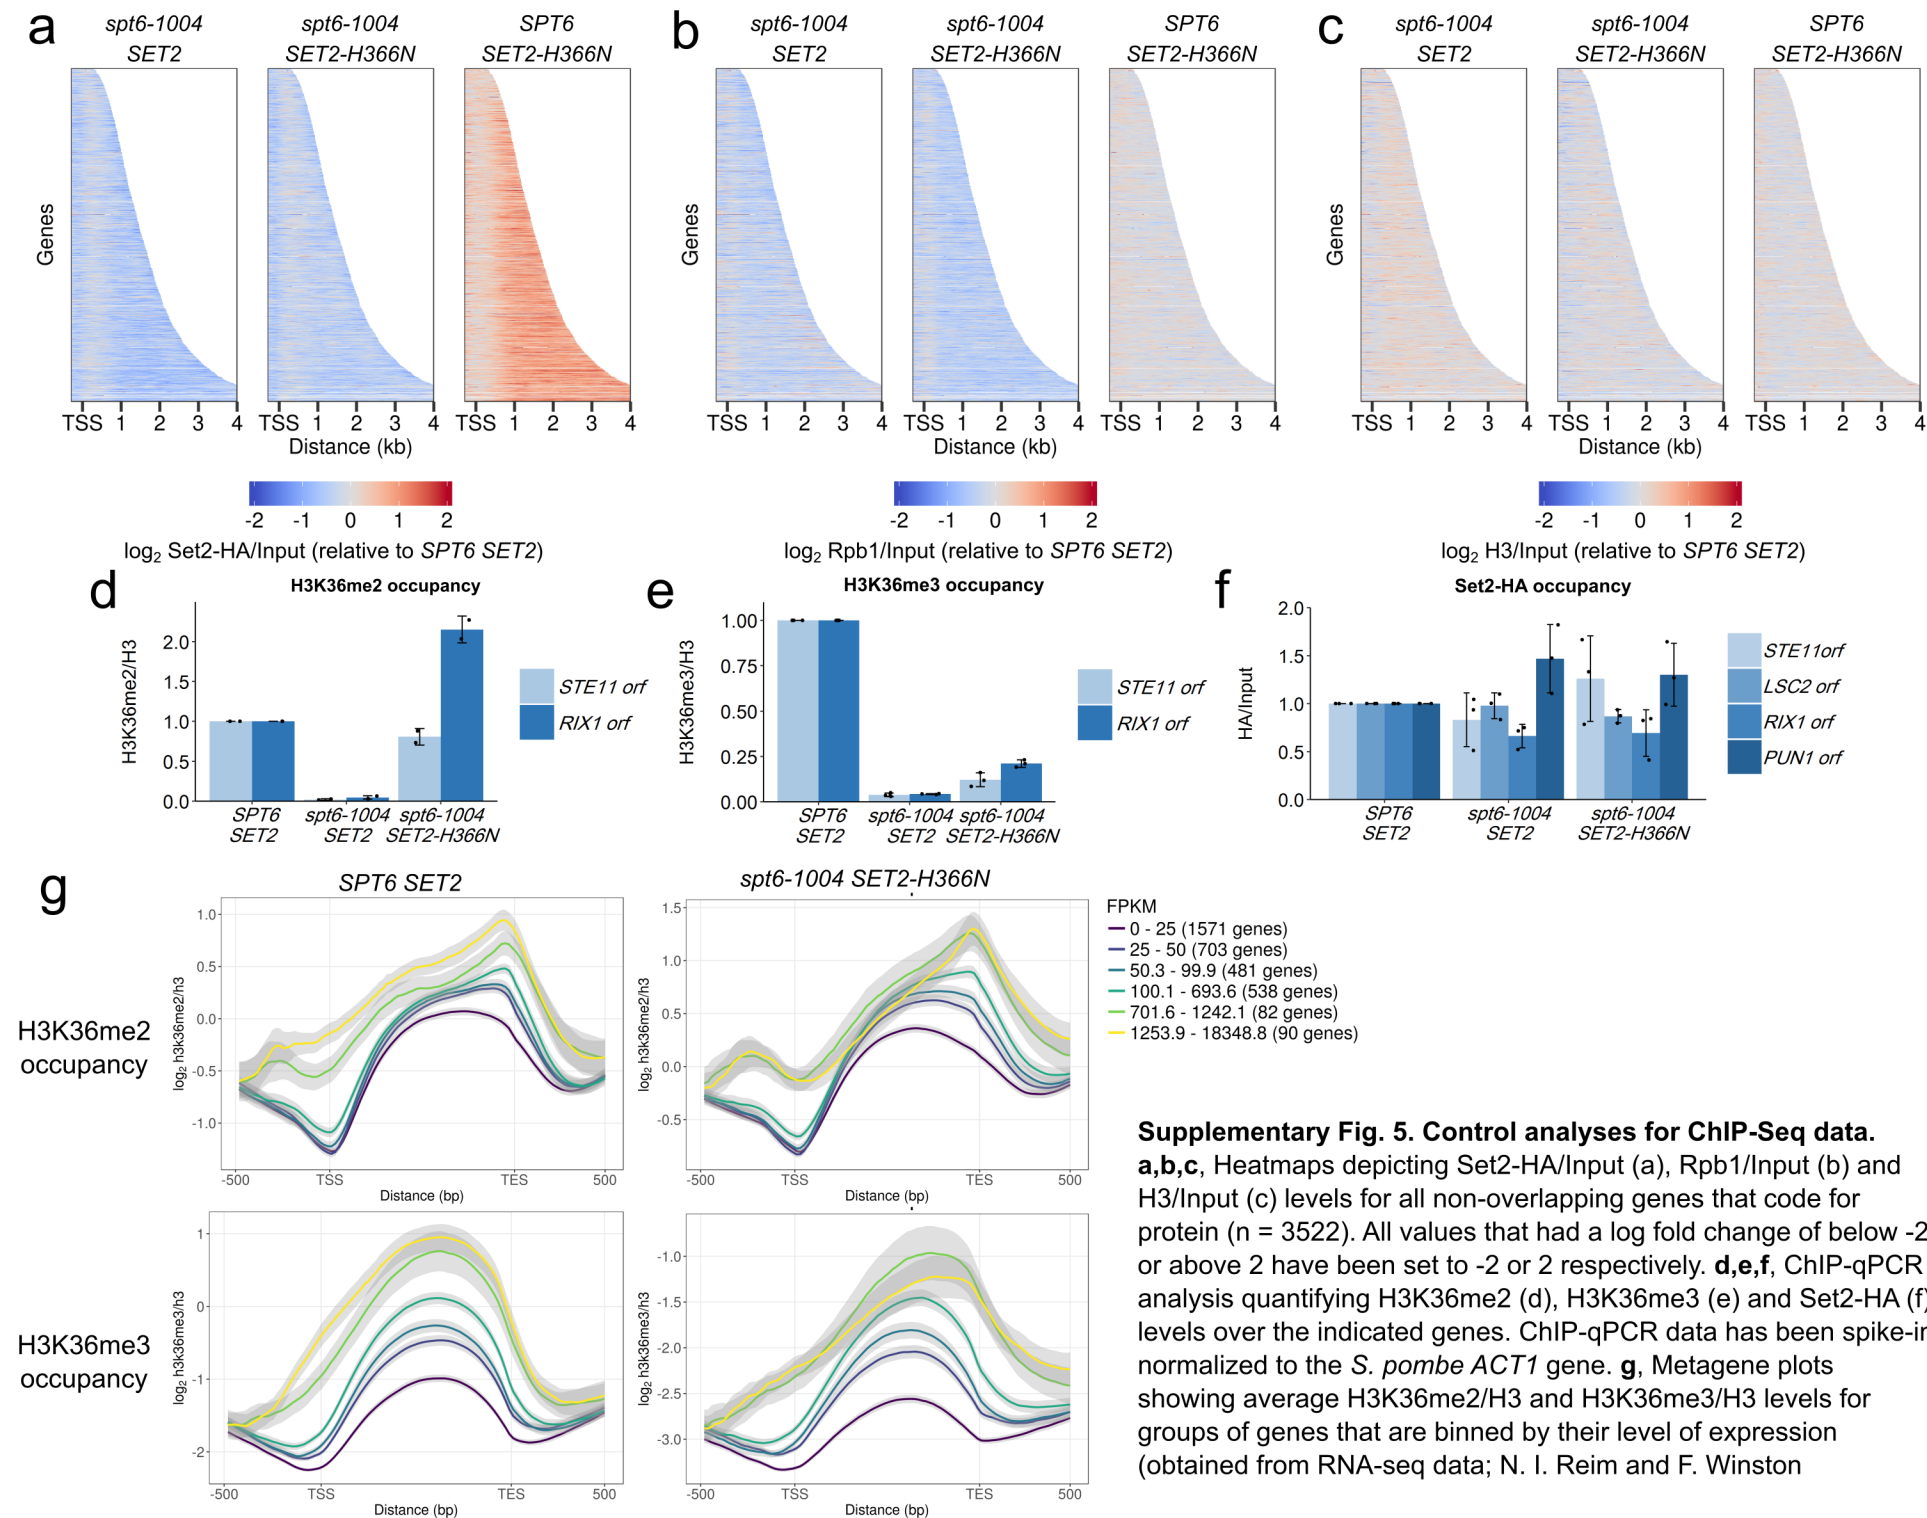 a
spt6-1004
SET2
spt6-1004
SET2-H366N
SPT6
SET2-H366N
Genes
TSS 1 2 3 4
TSS 1 2 3 4
TSS 1 2 3 4
Distance (kb)
-2 -1 0 1 2
log2 Set2-HA/Input (relative to SPT6 SET2)
b
spt6-1004
SET2
spt6-1004
SET2-H366N
SPT6
SET2-H366N
Genes
TSS 1 2 3 4
TSS 1 2 3 4
TSS 1 2 3 4
Distance (kb)
-2 -1 0 1 2
log2 Rpb1/Input (relative to SPT6 SET2)
c
spt6-1004
SET2
spt6-1004
SET2-H366N
SPT6
SET2-H366N
Genes
TSS 1 2 3 4
TSS 1 2 3 4
TSS 1 2 3 4
Distance (kb)
-2 -1 0 1 2
log2 H3/Input (relative to SPT6 SET2)
d
H3K36me2 occupancy
H3K36me2/H3
2.0
1.5
1.0
0.5
0.0
SPT6
SET2
spt6-1004
SET2
spt6-1004
SET2-H366N
STE11 orf
RIX1 orf
e
H3K36me3 occupancy
H3K36me3/H3
1.00
0.75
0.50
0.25
0.00
SPT6
SET2
spt6-1004
SET2
spt6-1004
SET2-H366N
STE11 orf
RIX1 orf
f
Set2-HA occupancy
HA/Input
2.0
1.5
1.0
0.5
0.0
SPT6
SET2
spt6-1004
SET2
spt6-1004
SET2-H366N
STE11orf
LSC2 orf
RIX1 orf
PUN1 orf
g
SPT6 SET2
spt6-1004 SET2-H366N
H3K36me2
occupancy
log2 h3k36me2/h3
1.0
0.5
0.0
-0.5
-1.0
-500 TSS TES 500
Distance (bp)
log2 h3k36me2/h3
1.5
1.0
0.5
0.0
-0.5
-500 TSS TES 500
Distance (bp)
FPKM
0 - 25 (1571 genes)
25 - 50 (703 genes)
50.3 - 99.9 (481 genes)
100.1 - 693.6 (538 genes)
701.6 - 1242.1 (82 genes)
1253.9 - 18348.8 (90 genes)
H3K36me3
occupancy
log2 h3k36me3/h3
1
0
-1
-2
-500 TSS TES 500
Distance (bp)
log2 h3k36me3/h3
-1.0
-1.5
-2.0
-2.5
-3.0
-500 TSS TES 500
Distance (bp)
Supplementary Fig. 5. Control analyses for ChIP-Seq data.
a,b,c, Heatmaps depicting Set2-HA/Input (a), Rpb1/Input (b) and
H3/Input (c) levels for all non-overlapping genes that code for
protein (n = 3522). All values that had a log fold change of below -2
or above 2 have been set to -2 or 2 respectively. d,e,f, ChIP-qPCR
analysis quantifying H3K36me2 (d), H3K36me3 (e) and Set2-HA (f)
levels over the indicated genes. ChIP-qPCR data has been spike-in
normalized to the S. pombe ACT1 gene. g, Metagene plots
showing average H3K36me2/H3 and H3K36me3/H3 levels for
groups of genes that are binned by their level of expression
(obtained from RNA-seq data; N. I. Reim and F. Winston